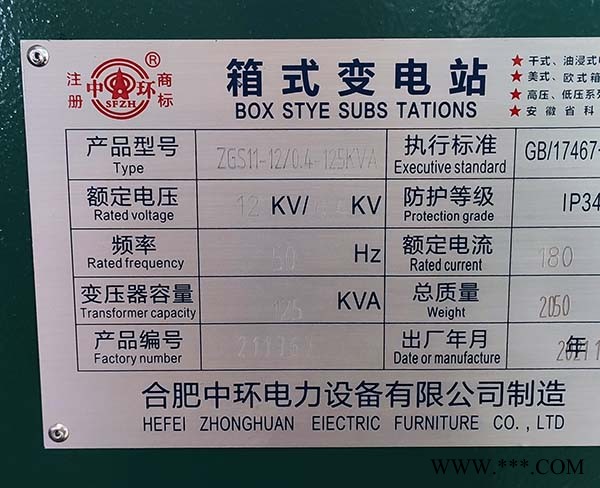 注册 中环 SFZH ® 商标
箱式变电站
BOX STYE SUBS TATIONS
★ 干式、油浸式
★ 美式、欧式箱
★ 高压、低压系列
★ 安徽省科
产品型号 ZGS11-12/0.4-125KVA 执行标准 GB/17467-
Type Executive standard
额定电压 12 KV/ KV 防护等级 IP34
Rated voltage Protection grade
频率 50 Hz 额定电流 180
Rated frequency Rated current
变压器容量 125 KVA 总质量 2050
Transformer capacity Weight
产品编号 出厂年月 2021 年
Factory number Date or manufacture
合肥中环电力设备有限公司制造
HEFEI ZHONGHUAN EIECTRIC FURNITURE CO., LTD
WWW.***.COM